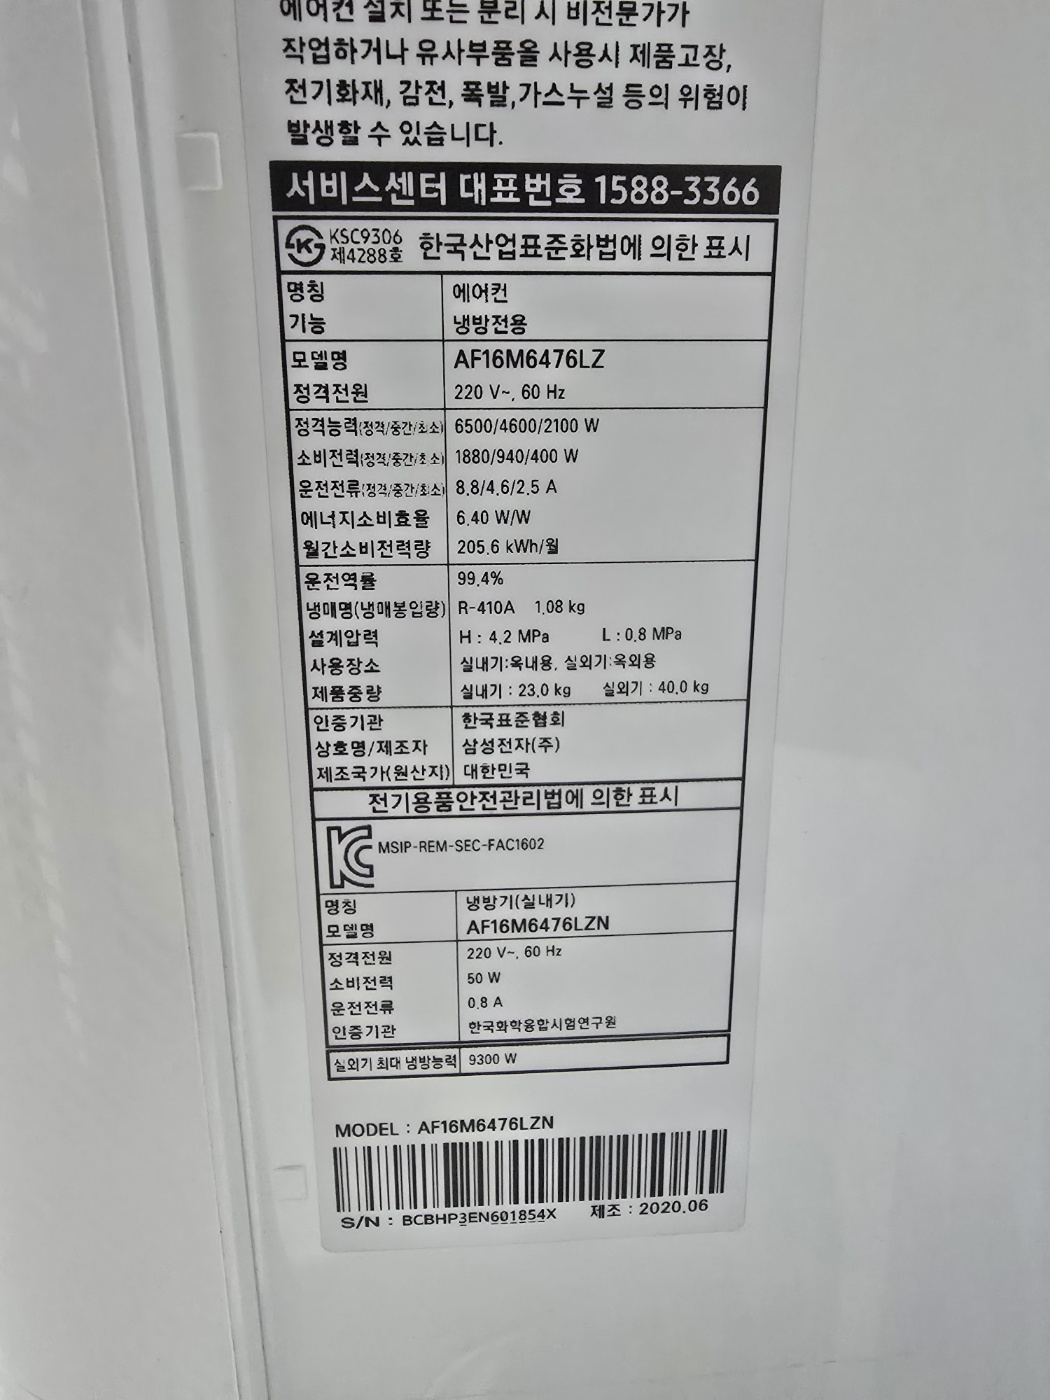 에어컨 설치 또는 분리 시 비전문가가
작업하거나 유사부품을 사용시 제품고장,
전기화재, 감전, 폭발,가스누설 등의 위험이
발생할 수 있습니다.
서비스센터 대표번호 1588-3366
KSC9306
제4288호
한국산업표준화법에 의한 표시
명칭 에어컨
기능 냉방전용
모델명 AF16M6476LZ
정격전원 220 V~, 60 Hz
정격능력(정격/중간/최소) 6500/4600/2100 W
소비전력(정격/중간/최소) 1880/940/400 W
운전전류(정격/중간/최소) 8.8/4.6/2.5 A
에너지소비효율 6.40 W/W
월간소비전력량 205.6 kWh/월
운전역률 99.4%
냉매명(냉매봉입량) R-410A 1.08 kg
설계압력 H : 4.2 MPa L : 0.8 MPa
사용장소 실내기:옥내용, 실외기:옥외용
제품중량 실내기 : 23.0 kg 실외기 : 40.0 kg
인증기관 한국표준협회
상호명/제조자 삼성전자(주)
제조국가(원산지) 대한민국
전기용품안전관리법에 의한 표시
MSIP-REM-SEC-FAC1602
명칭 냉방기(실내기)
모델명 AF16M6476LZN
정격전원 220 V~, 60 Hz
소비전력 50 W
운전전류 0.8 A
인증기관 한국화학융합시험연구원
실외기 최대 냉방능력 9300 W
MODEL : AF16M6476LZN
S/N : BCBHP3EN601854X 제조 : 2020.06